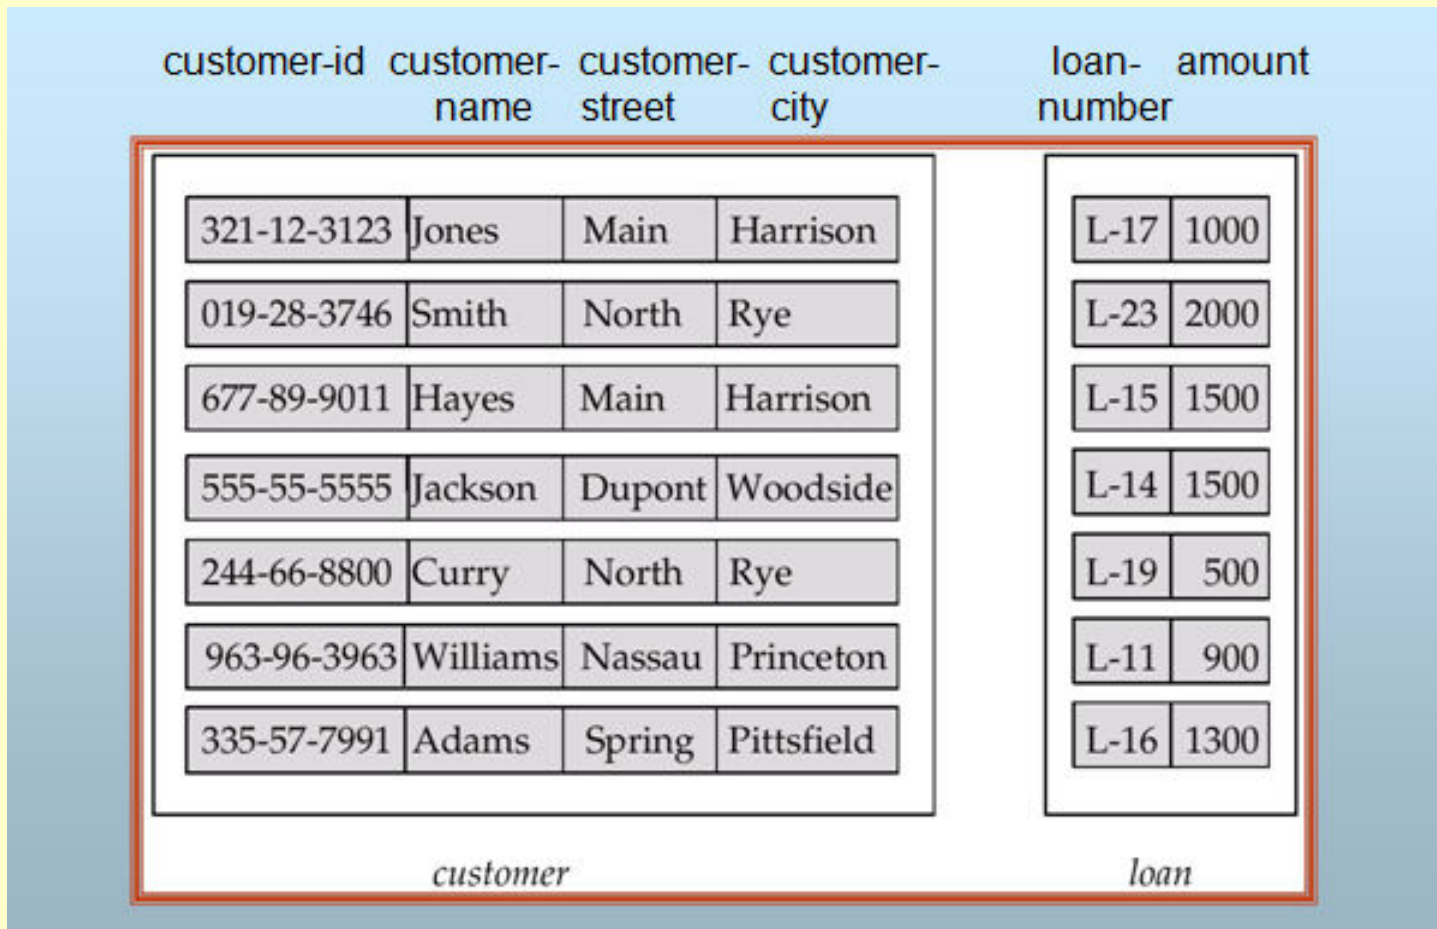 customer-id customer- customer- customer- loan- amount
name street city number
321-12-3123 Jones Main Harrison L-17 1000
019-28-3746 Smith North Rye L-23 2000
677-89-9011 Hayes Main Harrison L-15 1500
555-55-5555 Jackson Dupont Woodside L-14 1500
244-66-8800 Curry North Rye L-19 500
963-96-3963 Williams Nassau Princeton L-11 900
335-57-7991 Adams Spring Pittsfield L-16 1300
customer loan